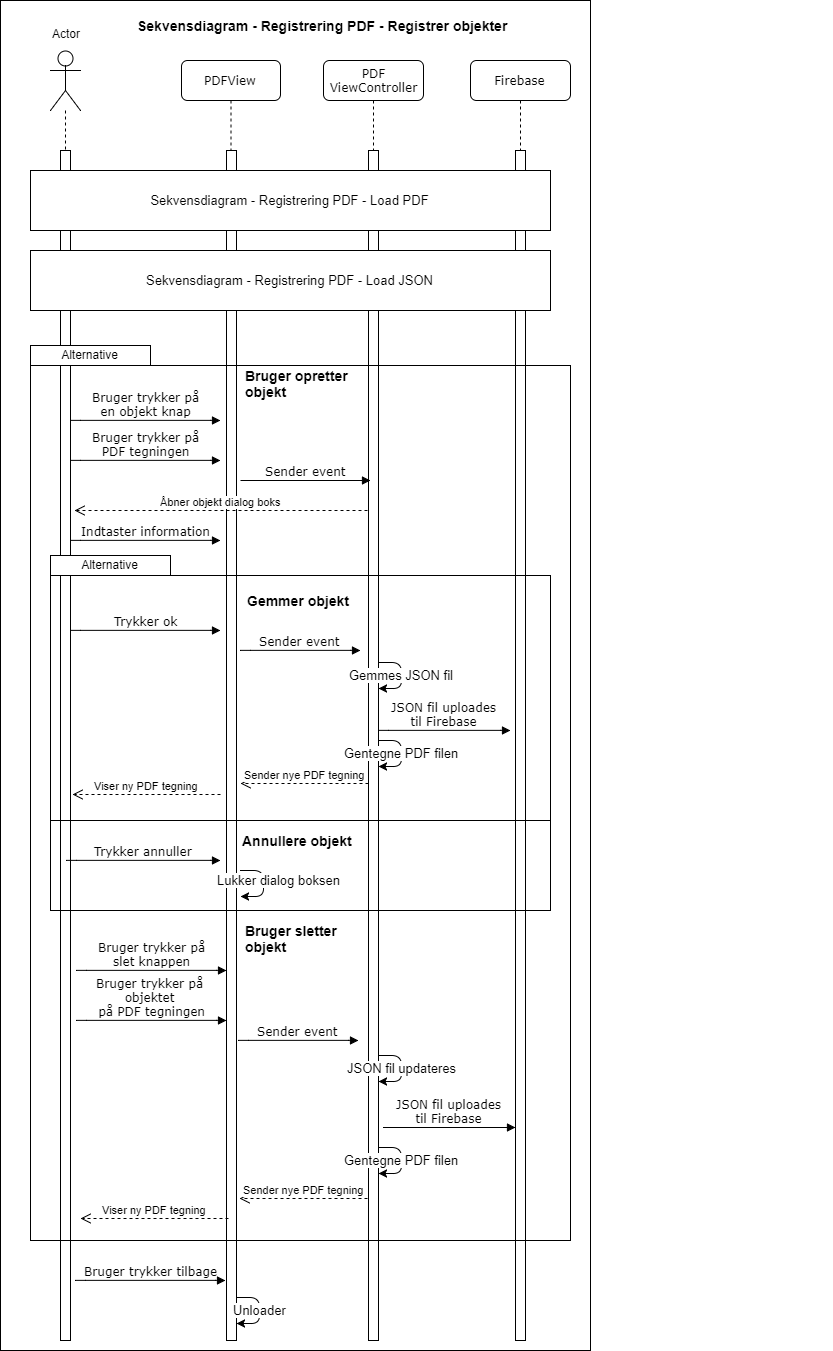 Sekvensdiagram - Registrering PDF - Registrer objekter
Actor
PDFView
PDF
ViewController
Firebase
Sekvensdiagram - Registrering PDF - Load PDF
Sekvensdiagram - Registrering PDF - Load JSON
Alternative
Bruger opretter
objekt
Bruger trykker på
en objekt knap
Bruger trykker på
PDF tegningen
Sender event
Åbner objekt dialog boks
Indtaster information
Alternative
Gemmer objekt
Trykker ok
Sender event
Gemmes JSON fil
JSON fil uploades
til Firebase
Gentegne PDF filen
Sender nye PDF tegning
Viser ny PDF tegning
Annullere objekt
Trykker annuller
Lukker dialog boksen
Bruger sletter
objekt
Bruger trykker på
slet knappen
Bruger trykker på
objektet
på PDF tegningen
Sender event
JSON fil updateres
JSON fil uploades
til Firebase
Gentegne PDF filen
Sender nye PDF tegning
Viser ny PDF tegning
Bruger trykker tilbage
Unloader